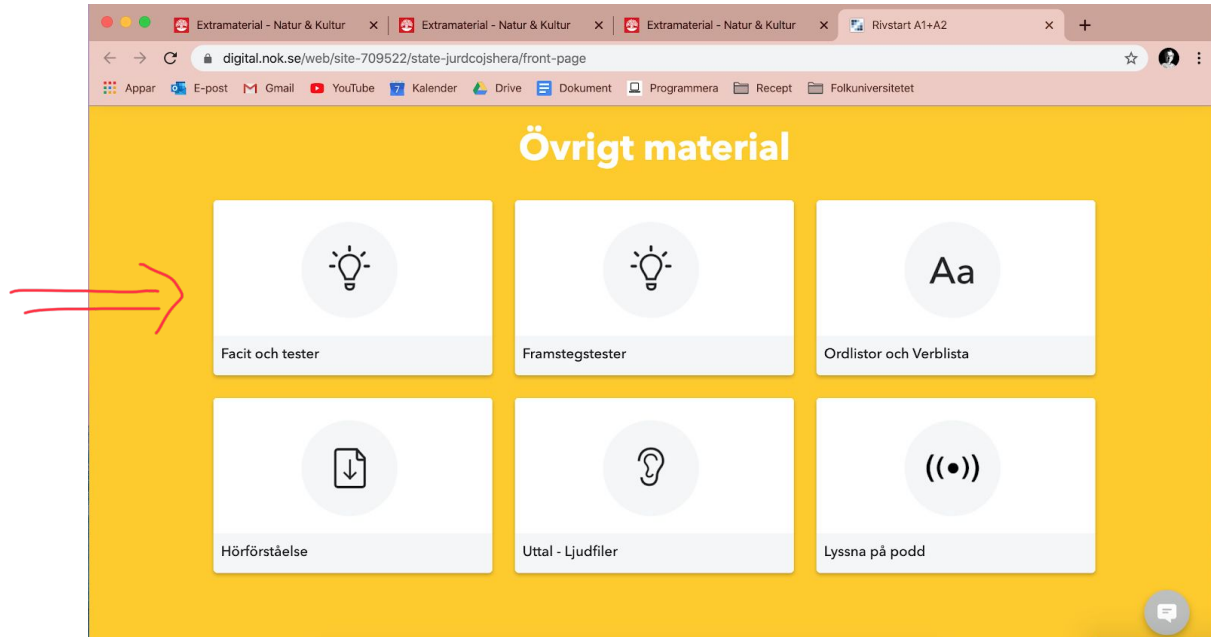 Extramaterial - Natur & Kultur
Extramaterial - Natur & Kultur
Extramaterial - Natur & Kultur
Rivstart A1+A2
digital.nok.se/web/site-709522/state-jurdcojshera/front-page
Appar E-post Gmail YouTube 7 Kalender Drive Dokument Programmera Recept Folkuniversitetet
Övrigt material
Aa
Facit och tester
Framstegstester
Ordlistor och Verblista
Hörförståelse
Uttal - Ljudfiler
Lyssna på podd